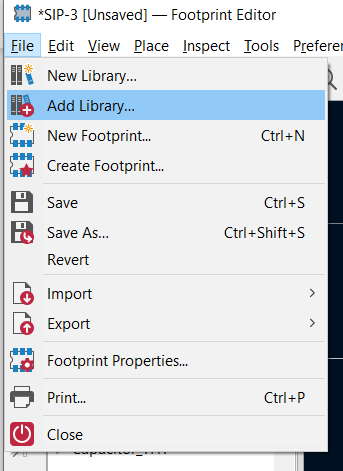 *SIP-3 [Unsaved] — Footprint Editor
File Edit View Place Inspect Tools Prefere
New Library...
Add Library...
New Footprint... Ctrl+N
Create Footprint...
Save Ctrl+S
Save As... Ctrl+Shift+S
Revert
Import
Export
Footprint Properties...
Print... Ctrl+P
Close